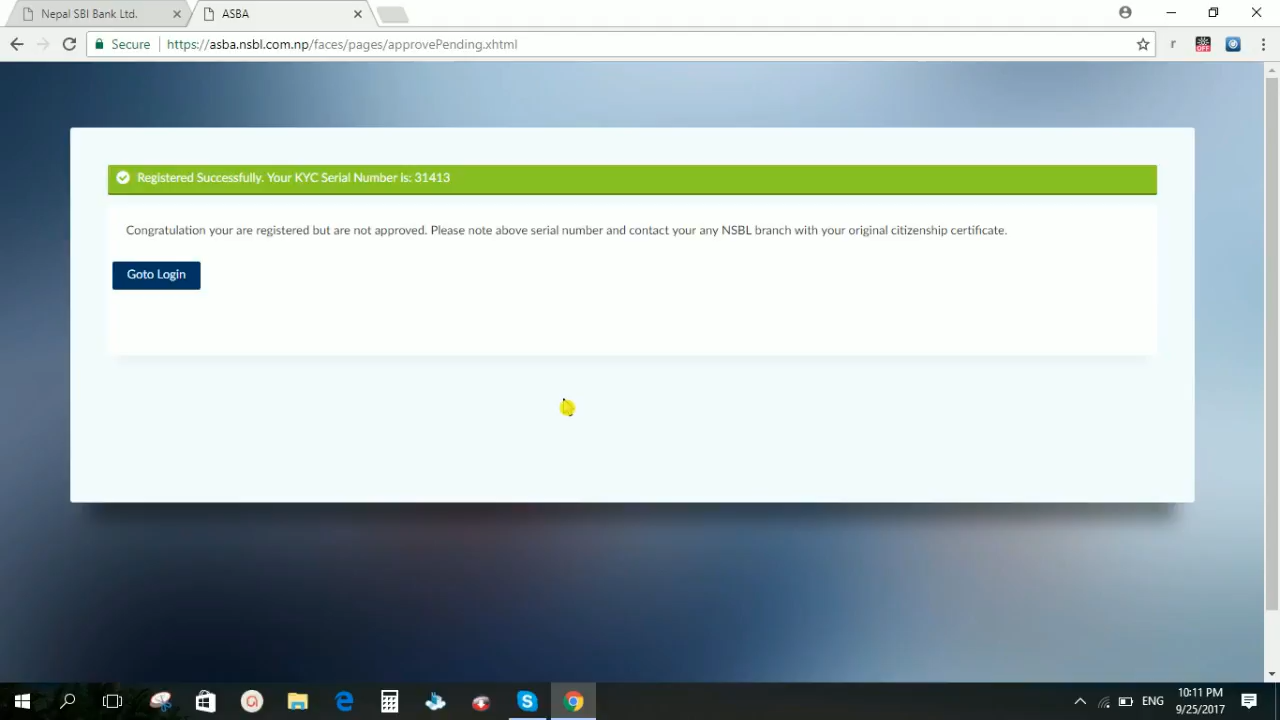 Nepal SBI Bank Ltd.
ASBA
Secure
https://asba.nsbl.com.np/faces/pages/approvePending.xhtml
r
OFF
Registered Successfully. Your KYC Serial Number is: 31413
Congratulation your are registered but are not approved. Please note above serial number and contact your any NSBL branch with your original citizenship certificate.
Goto Login
10:11 PM
ENG
9/25/2017